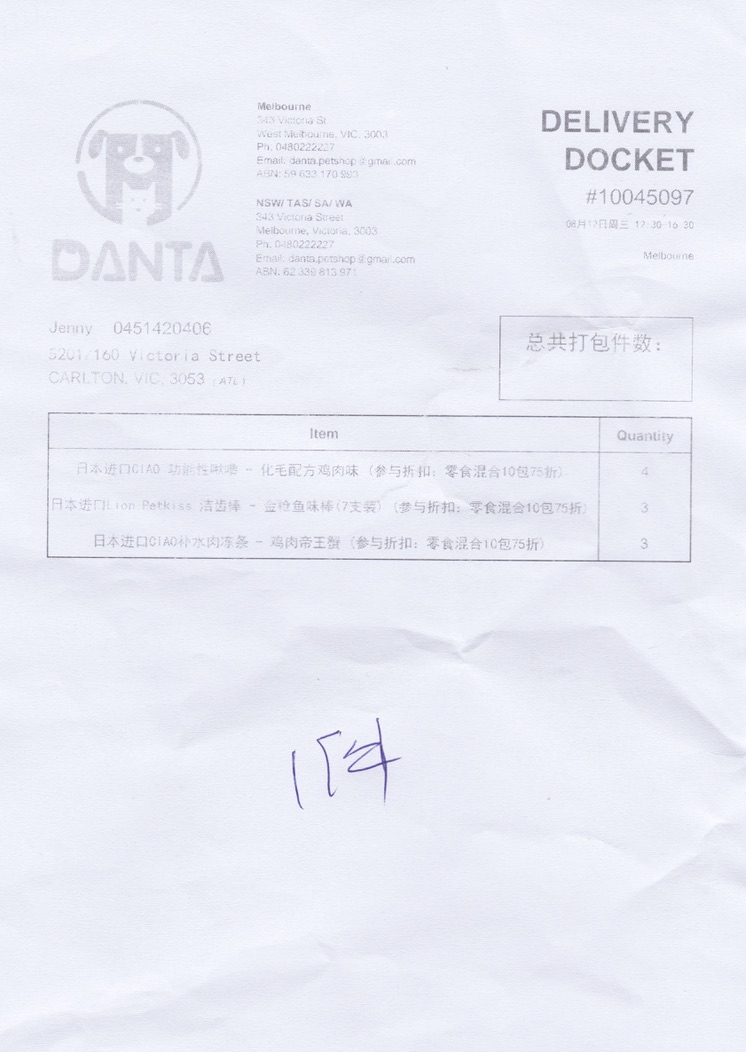 Melbourne
343 Victoria St
West Melbourne, VIC, 3003
Ph. 0480222227
Email. danta.petshop@gmail.com
ABN: 59 633 170 993
NSW/ TAS/ SA/ WA
343 Victoria Street
Melbourne, Victoria, 3003
Ph. 0480222227
Email. danta.petshop@gmail.com
ABN. 62 339 813 971
DANTA
DELIVERY
DOCKET
#10045097
08月12日周三
Melbourne
Jenny 0451420406
5201/160 Victoria Street
CARLTON, VIC, 3053 (ATL)
总共打包件数:
Item Quantity
日本进口CIAO 功能性啾噜 - 化毛配方鸡肉味 (参与折扣: 零食混合10包75折) 4
日本进口Lion Petkiss 洁齿棒 - 金枪鱼味棒(7支装) (参与折扣: 零食混合10包75折) 3
日本进口CIAO补水肉冻条 - 鸡肉帝王蟹 (参与折扣: 零食混合10包75折) 3
1件